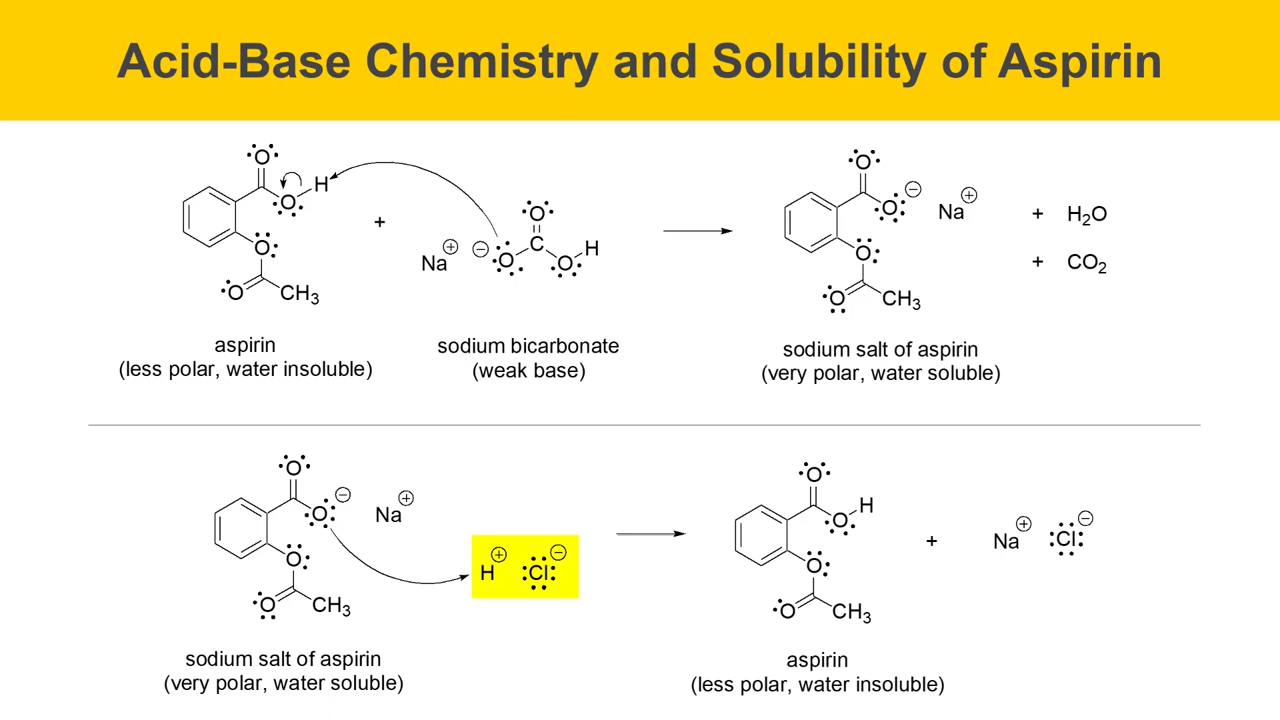 Acid-Base Chemistry and Solubility of Aspirin
O
O H
O
O CH₃
+
Na ⊕ ⊖ O C O H
O
O
O ⊖ Na ⊕
O
O CH₃
+ H₂O
+ CO₂
aspirin
(less polar, water insoluble)
sodium bicarbonate
(weak base)
sodium salt of aspirin
(very polar, water soluble)
O
O ⊖ Na ⊕
O
O CH₃
H ⊕ Cl ⊖
O
O H
O
O CH₃
+
Na ⊕ Cl ⊖
sodium salt of aspirin
(very polar, water soluble)
aspirin
(less polar, water insoluble)